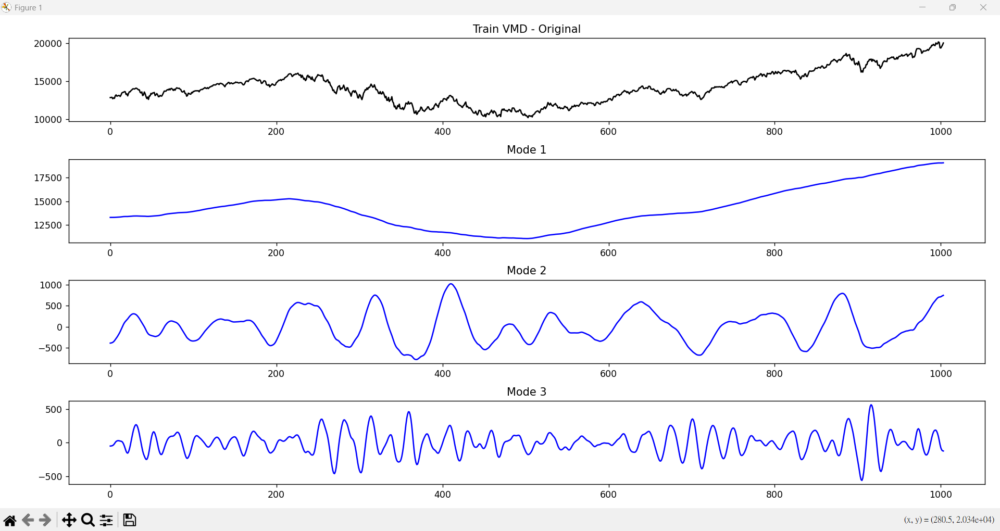 Figure 1
Train VMD - Original
20000
15000
10000
0 200 400 600 800 1000
Mode 1
17500
15000
12500
0 200 400 600 800 1000
Mode 2
1000
500
0
−500
0 200 400 600 800 1000
Mode 3
500
0
−500
0 200 400 600 800 1000
(x, y) = (280.5, 2.034e+04)